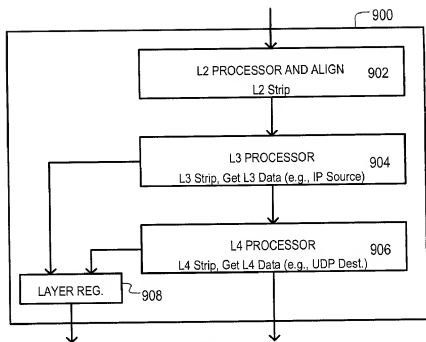 900
L2 PROCESSOR AND ALIGN 902
L2 Strip
L3 PROCESSOR 904
L3 Strip, Get L3 Data (e.g., IP Source)
L4 PROCESSOR 906
L4 Strip, Get L4 Data (e.g., UDP Dest.)
LAYER REG. 908